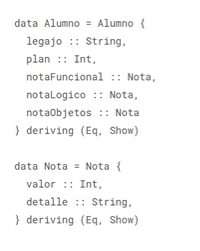 data Alumno = Alumno {
  legajo :: String,
  plan :: Int,
  notaFuncional :: Nota,
  notaLogico :: Nota,
  notaObjetos :: Nota
} deriving (Eq, Show)

data Nota = Nota {
  valor :: Int,
  detalle :: String,
} deriving (Eq, Show)